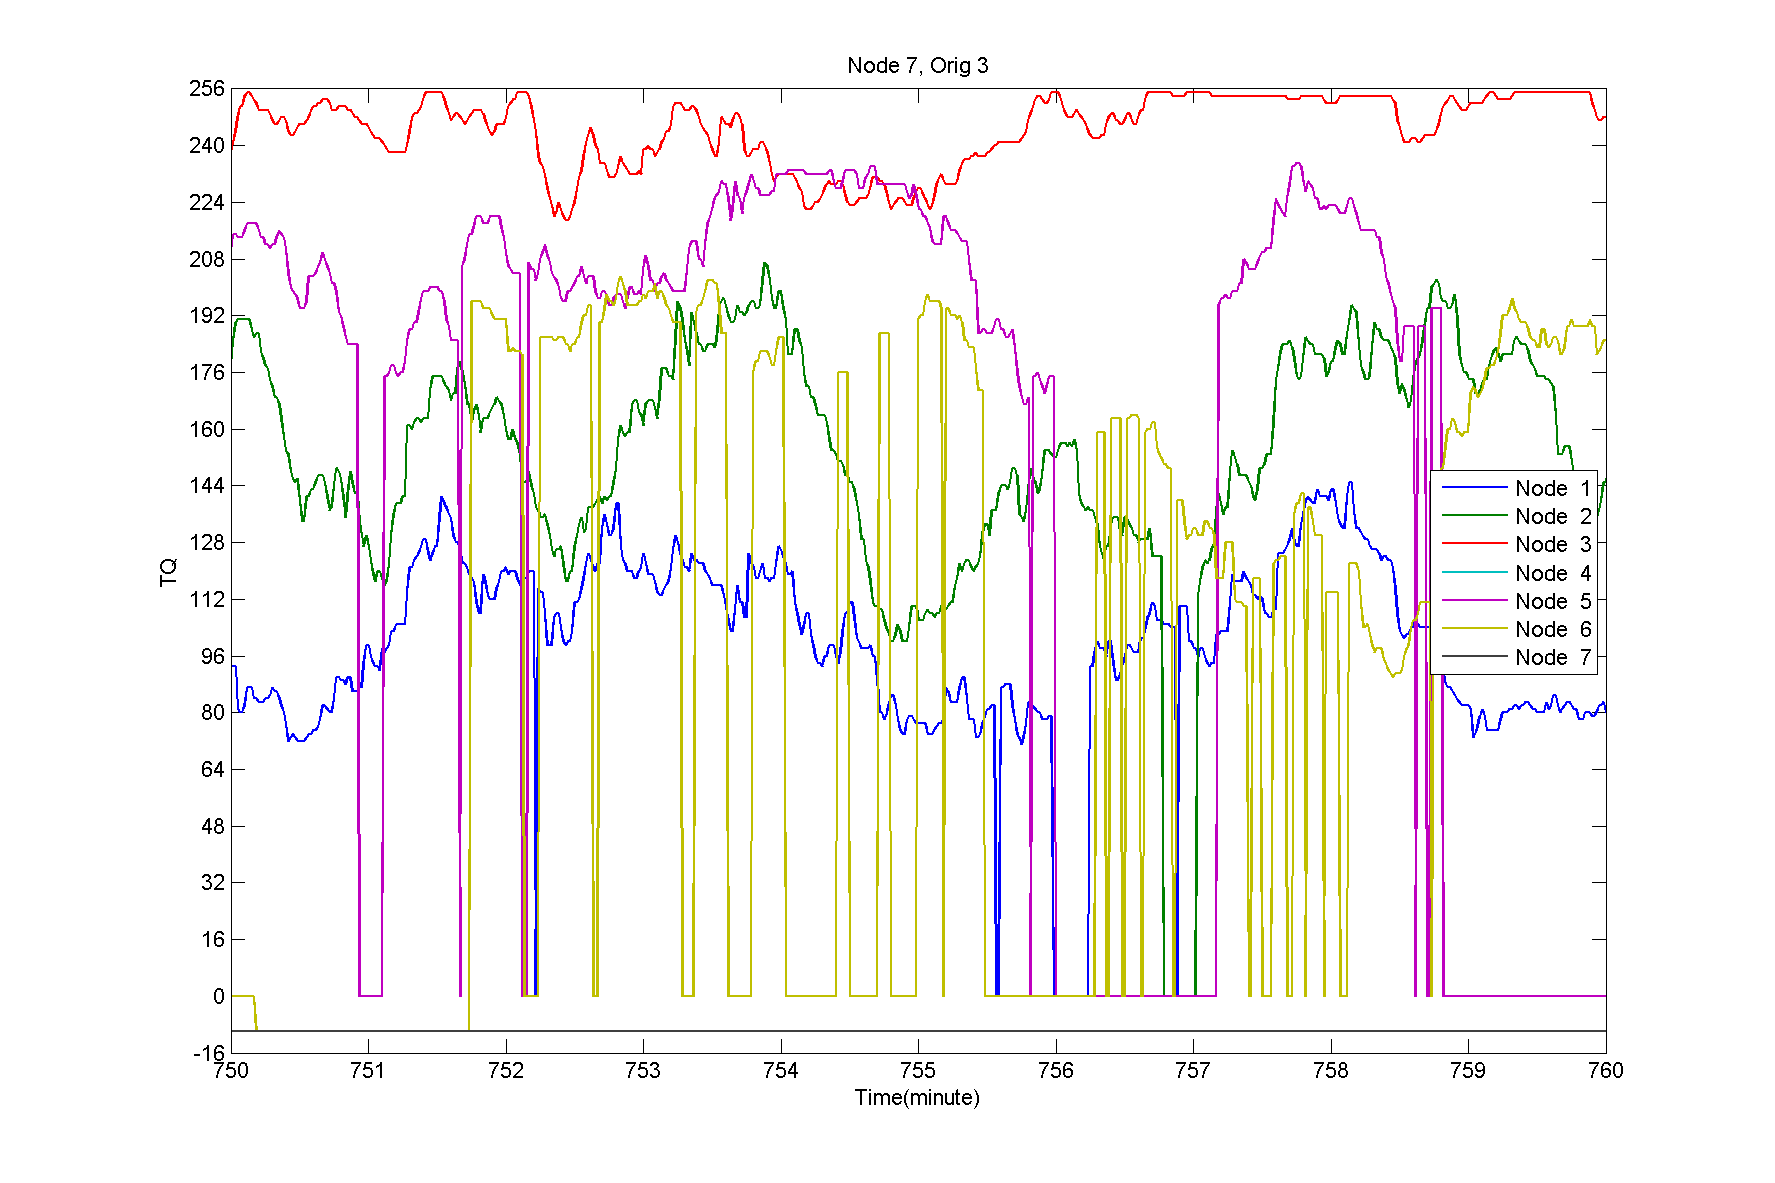 Node 7, Orig 3
256
240
224
208
192
176
160
144
128
112
96
80
64
48
32
16
0
-16
TQ
Node 1
Node 2
Node 3
Node 4
Node 5
Node 6
Node 7
750 751 752 753 754 755 756 757 758 759 760
Time(minute)